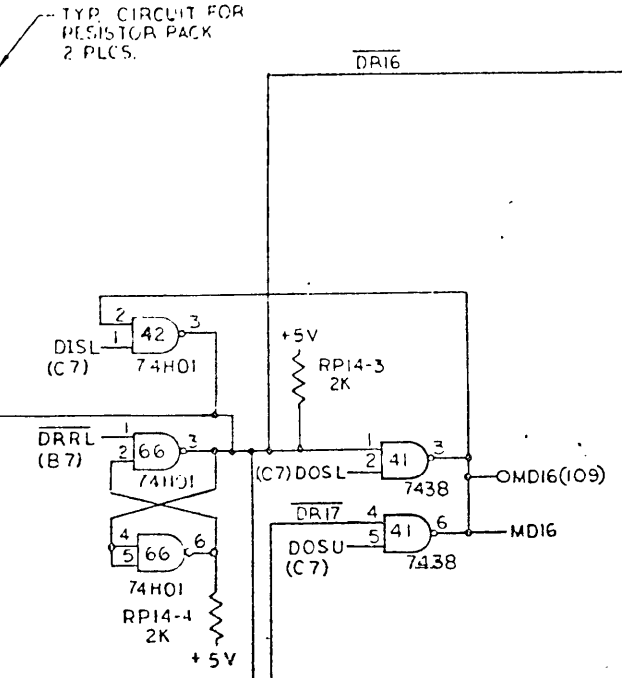 TYP. CIRCUIT FOR
RESISTOR PACK
2 PLCS.
DR16
2
42
3
DISL
1
(C7)
74H01
+5V
RP14-3
2K
DRRL
1
(B7)
2
66
3
74H01
1
2
41
3
(C7) DOSL
7438
OMD16(109)
DR17
4
41
6
MD16
DOSU
5
(C7)
7438
4
5
66
6
74H01
RP14-4
2K
+5V